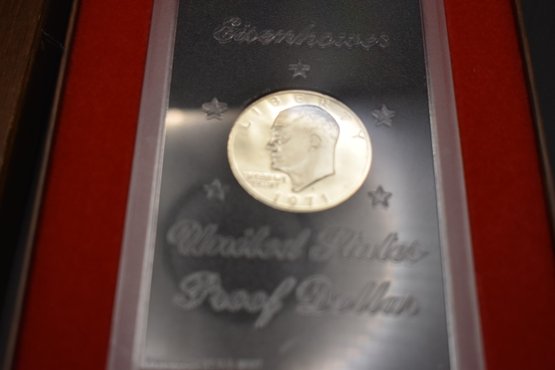 Eisenhower
LIBERTY
IN GOD WE
TRUST
1971
United States
Proof Dollar